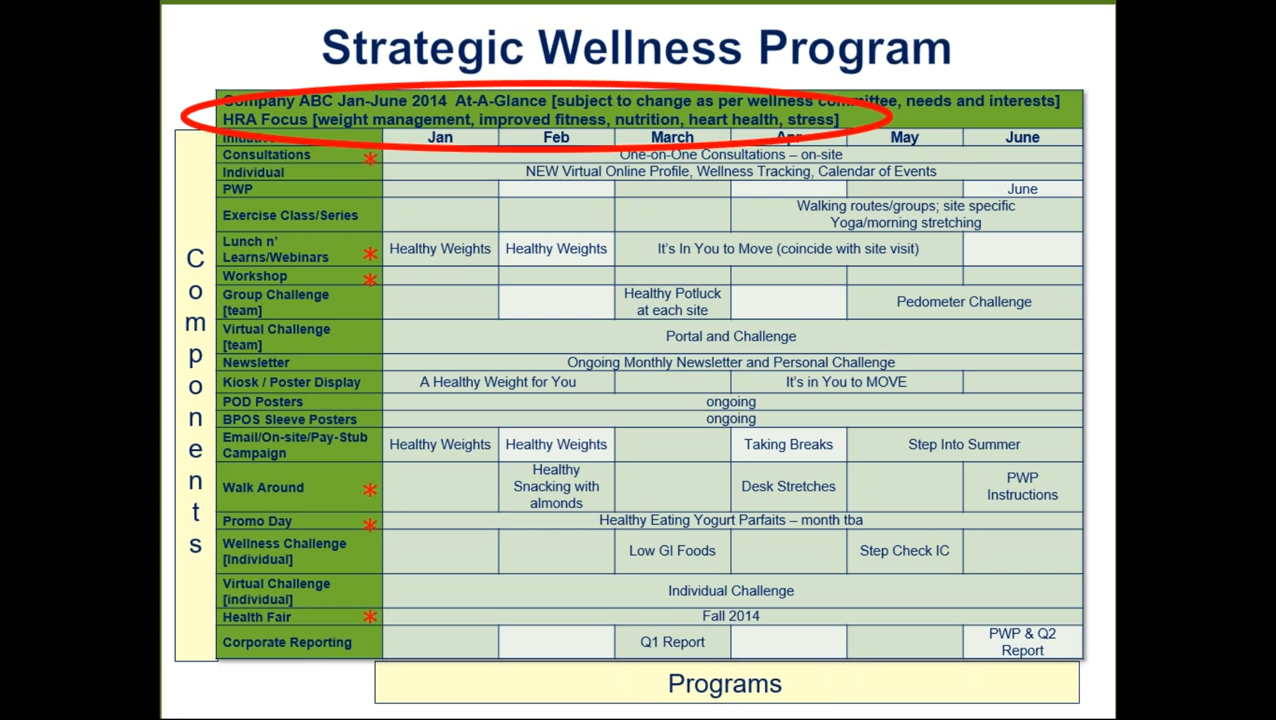 Strategic Wellness Program
Company ABC Jan-June 2014 At-A-Glance [subject to change as per wellness committee, needs and interests]
HRA Focus [weight management, improved fitness, nutrition, heart health, stress]
Jan Feb March Apr May June
Consultations * One-on-One Consultations – on-site
Individual NEW Virtual Online Profile, Wellness Tracking, Calendar of Events
PWP June
Exercise Class/Series Walking routes/groups; site specific
Yoga/morning stretching
Lunch n’
Learns/Webinars * Healthy Weights Healthy Weights It's In You to Move (coincide with site visit)
Workshop *
Group Challenge
[team] Healthy Potluck
at each site Pedometer Challenge
Virtual Challenge
[team] Portal and Challenge
Newsletter Ongoing Monthly Newsletter and Personal Challenge
Kiosk / Poster Display A Healthy Weight for You It's in You to MOVE
POD Posters ongoing
BPOS Sleeve Posters ongoing
Email/On-site/Pay-Stub
Campaign Healthy Weights Healthy Weights Taking Breaks Step Into Summer
Walk Around * Healthy
Snacking with
almonds Desk Stretches PWP
Instructions
Promo Day * Healthy Eating Yogurt Parfaits – month tba
Wellness Challenge
[Individual] Low GI Foods Step Check IC
Virtual Challenge
[individual] Individual Challenge
Health Fair * Fall 2014
Corporate Reporting Q1 Report PWP & Q2
Report
Components
Programs